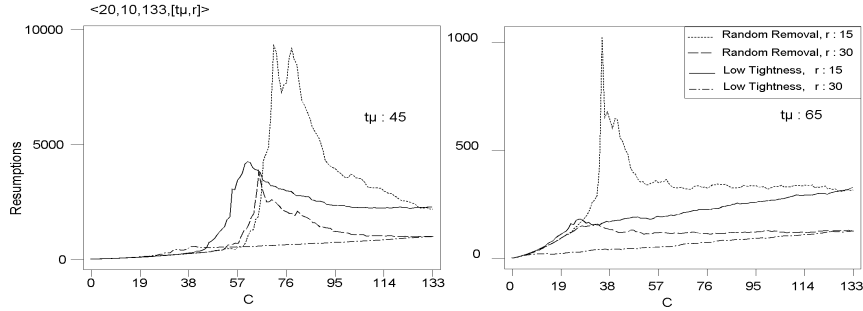 <20,10,133,[tµ,r]>
10000
5000
0
Resumptions
tµ : 45
0 19 38 57 76 95 114 133
C
1000
500
0
Random Removal, r : 15
Random Removal, r : 30
Low Tightness, r : 15
Low Tightness, r : 30
tµ : 65
0 19 38 57 76 95 114 133
C